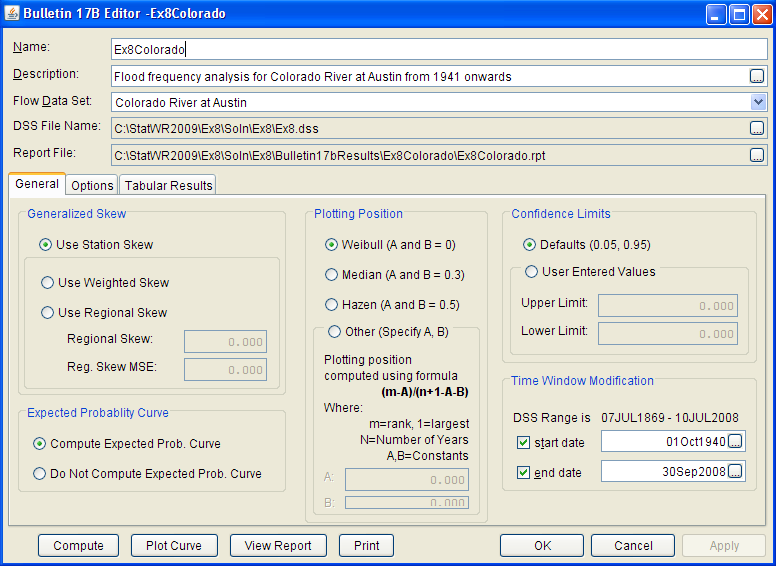 Bulletin 17B Editor -Ex8Colorado
Name: Ex8Colorado
Description: Flood frequency analysis for Colorado River at Austin from 1941 onwards ...
Flow Data Set: Colorado River at Austin
DSS File Name: C:\StatWR2009\Ex8\Soln\Ex8\Ex8.dss ...
Report File: C:\StatWR2009\Ex8\Soln\Ex8\Bulletin17bResults\Ex8Colorado\Ex8Colorado.rpt ...
General Options Tabular Results
Generalized Skew
Use Station Skew
Use Weighted Skew
Use Regional Skew
Regional Skew: 0.000
Reg. Skew MSE: 0.000
Expected Probablity Curve
Compute Expected Prob. Curve
Do Not Compute Expected Prob. Curve
Plotting Position
Weibull (A and B = 0)
Median (A and B = 0.3)
Hazen (A and B = 0.5)
Other (Specify A, B)
Plotting position
computed using formula
(m-A)/(n+1-A-B)
Where:
m=rank, 1=largest
N=Number of Years
A,B=Constants
A: 0.000
B: 0.000
Confidence Limits
Defaults (0.05, 0.95)
User Entered Values
Upper Limit: 0.000
Lower Limit: 0.000
Time Window Modification
DSS Range is 07JUL1869 - 10JUL2008
start date 01Oct1940 ...
end date 30Sep2008 ...
Compute Plot Curve View Report Print OK Cancel Apply